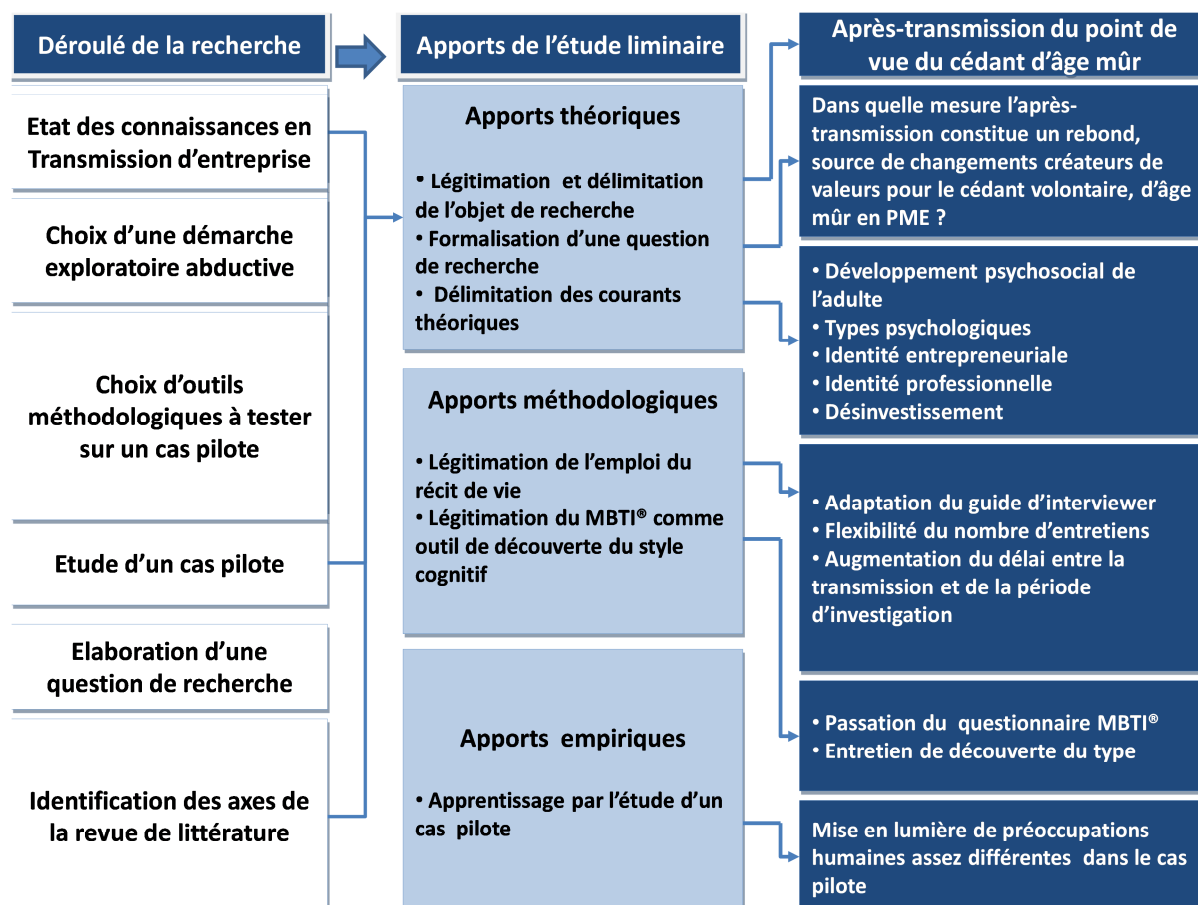 Déroulé de la recherche
Etat des connaissances en
Transmission d’entreprise
Choix d’une démarche
exploratoire abductive
Choix d’outils
méthodologiques à tester
sur un cas pilote
Etude d’un cas pilote
Elaboration d’une
question de recherche
Identification des axes de
la revue de littérature
Apports de l’étude liminaire
Apports théoriques
• Légitimation et délimitation
de l’objet de recherche
• Formalisation d’une question
de recherche
• Délimitation des courants
théoriques
Apports méthodologiques
• Légitimation de l’emploi du
récit de vie
• Légitimation du MBTI® comme
outil de découverte du style
cognitif
Apports empiriques
• Apprentissage par l’étude d’un
cas pilote
Après-transmission du point de
vue du cédant d’âge mûr
Dans quelle mesure l’après-
transmission constitue un rebond,
source de changements créateurs de
valeurs pour le cédant volontaire, d’âge
mûr en PME ?
• Développement psychosocial de
l’adulte
• Types psychologiques
• Identité entrepreneuriale
• Identité professionnelle
• Désinvestissement
• Adaptation du guide d’interviewer
• Flexibilité du nombre d’entretiens
• Augmentation du délai entre la
transmission et de la période
d’investigation
• Passation du questionnaire MBTI®
• Entretien de découverte du type
Mise en lumière de préoccupations
humaines assez différentes dans le cas
pilote